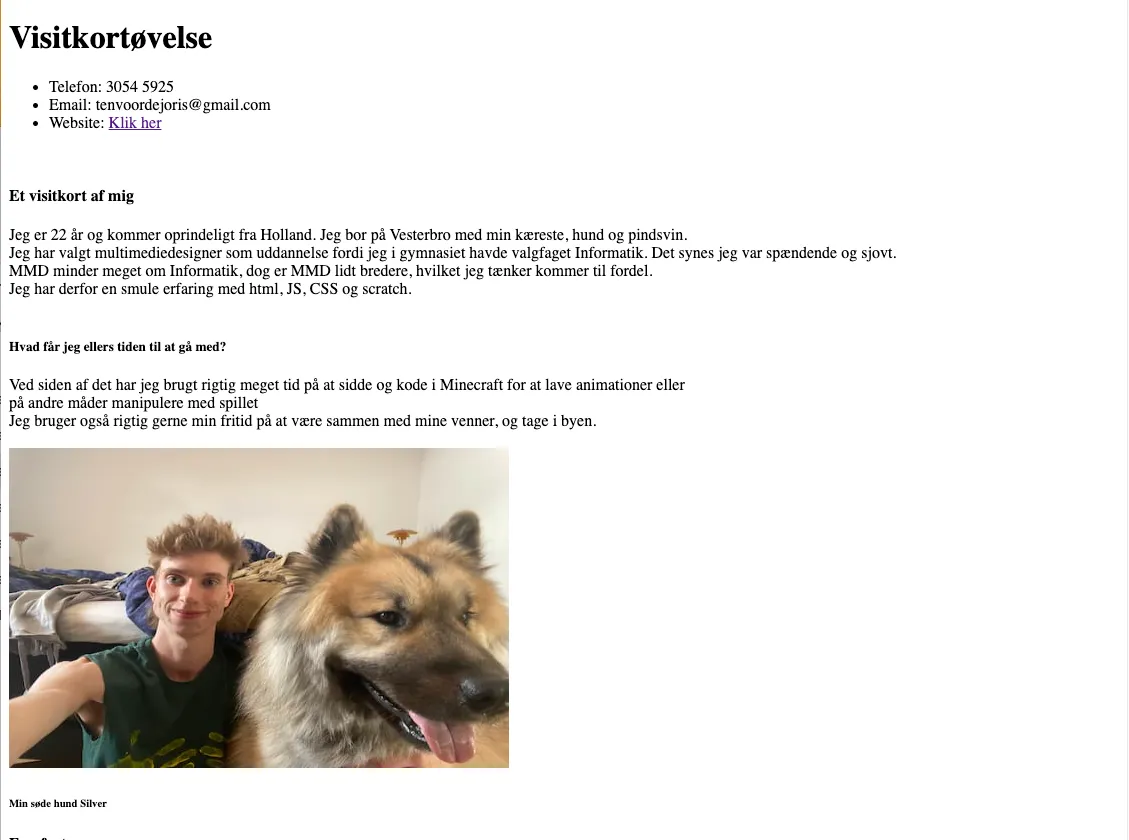 Visitkortøvelse
Telefon: 3054 5925
Email: tenvoordejoris@gmail.com
Website: Klik her
Et visitkort af mig
Jeg er 22 år og kommer oprindeligt fra Holland. Jeg bor på Vesterbro med min kæreste, hund og pindsvin.
Jeg har valgt multimediedesigner som uddannelse fordi jeg i gymnasiet havde valgfaget Informatik. Det synes jeg var spændende og sjovt.
MMD minder meget om Informatik, dog er MMD lidt bredere, hvilket jeg tænker kommer til fordel.
Jeg har derfor en smule erfaring med html, JS, CSS og scratch.
Hvad får jeg ellers tiden til at gå med?
Ved siden af det har jeg brugt rigtig meget tid på at sidde og kode i Minecraft for at lave animationer eller
på andre måder manipulere med spillet
Jeg bruger også rigtig gerne min fritid på at være sammen med mine venner, og tage i byen.
Min søde hund Silver